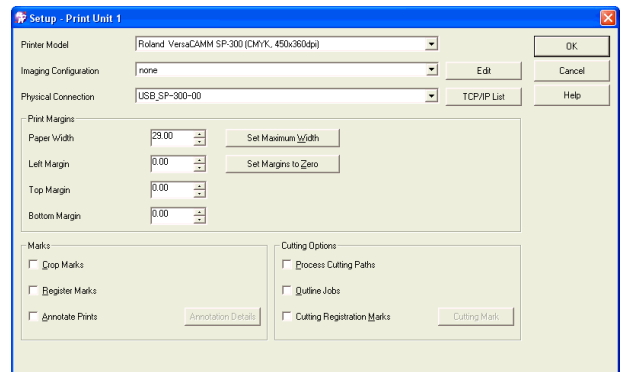 Setup - Print Unit 1
Printer Model Roland VersaCAMM SP-300 (CMYK, 450x360dpi) OK
Imaging Configuration none Edit Cancel
Physical Connection USB_SP-300-00 TCP/IP List Help
Print Margins
Paper Width 29.00 Set Maximum Width
Left Margin 0.00 Set Margins to Zero
Top Margin 0.00
Bottom Margin 0.00
Marks Cutting Options
Crop Marks Process Cutting Paths
Register Marks Outline Jobs
Annotate Prints Annotation Details Cutting Registration Marks Cutting Mark